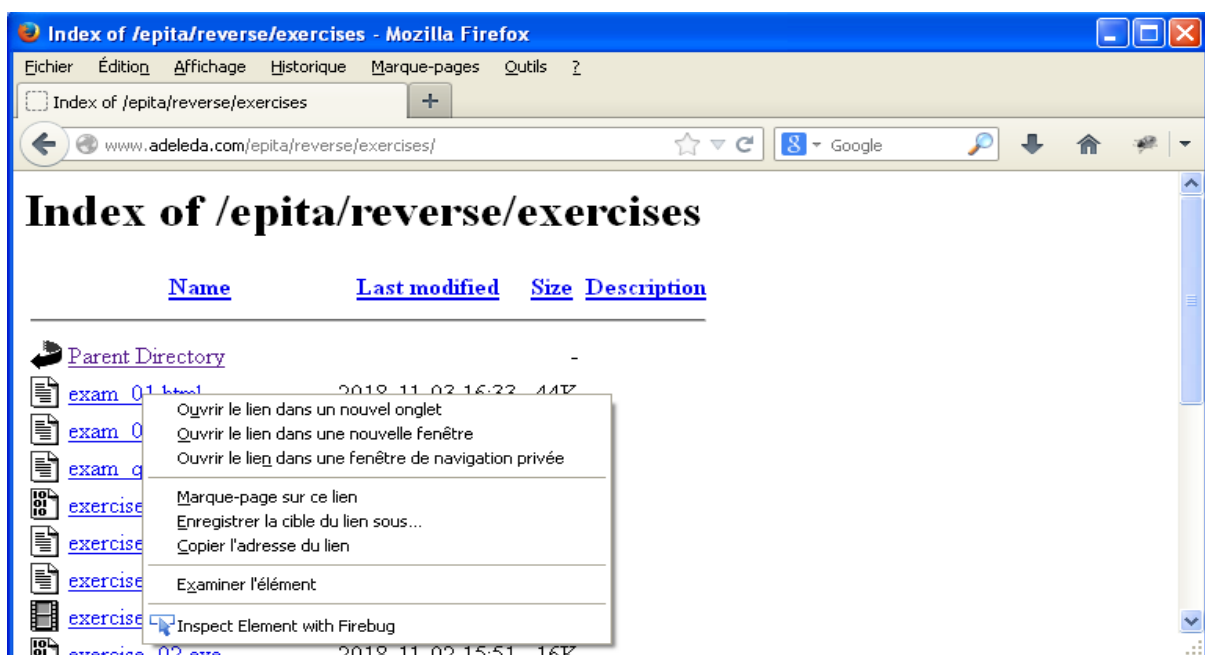 Index of /epita/reverse/exercises - Mozilla Firefox
Fichier Édition Affichage Historique Marque-pages Outils ?
Index of /epita/reverse/exercises +
www.adeleda.com/epita/reverse/exercises/ 8 Google
Index of /epita/reverse/exercises
Name Last modified Size Description
Parent Directory -
exam_01.html 2018-11-03 16:33 44K
Ouvrir le lien dans un nouvel onglet
exam_0
Ouvrir le lien dans une nouvelle fenêtre
Ouvrir le lien dans une fenêtre de navigation privée
exam_q
Marque-page sur ce lien
exercise
Enregistrer la cible du lien sous...
exercise
Copier l'adresse du lien
exercise
Examiner l'élément
exercise
Inspect Element with Firebug
exercise_02.exe 2018-11-02 15:51 16K